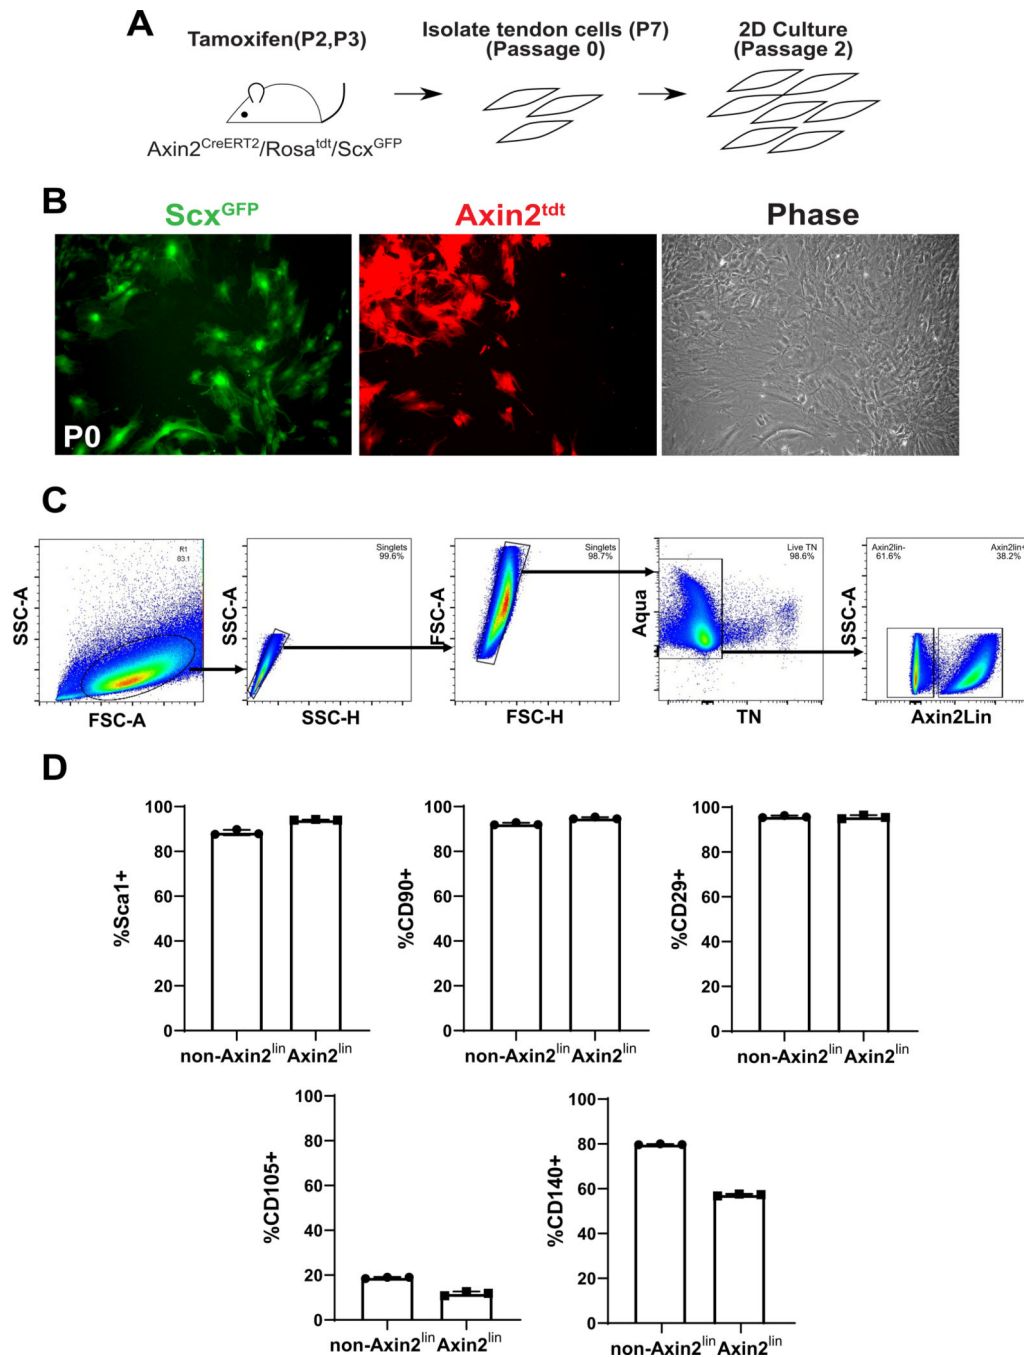 A
Tamoxifen(P2,P3)
Isolate tendon cells (P7)
(Passage 0)
2D Culture
(Passage 2)
Axin2CreERT2/Rosatdt/ScxGFP
B
ScxGFP
Axin2tdt
Phase
P0
C
R1
83.1
SSC-A
FSC-A
Singlets
99.6%
SSC-A
SSC-H
Singlets
98.7%
FSC-A
FSC-H
Live TN
98.6%
Aqua
TN
Axin2lin-
61.6%
Axin2lin+
38.2%
SSC-A
Axin2Lin
D
%Sca1+
100
80
60
40
20
0
non-Axin2lin Axin2lin
%CD90+
100
80
60
40
20
0
non-Axin2lin Axin2lin
%CD29+
100
80
60
40
20
0
non-Axin2lin Axin2lin
%CD105+
100
80
60
40
20
0
non-Axin2lin Axin2lin
%CD140+
100
80
60
40
20
0
non-Axin2lin Axin2lin